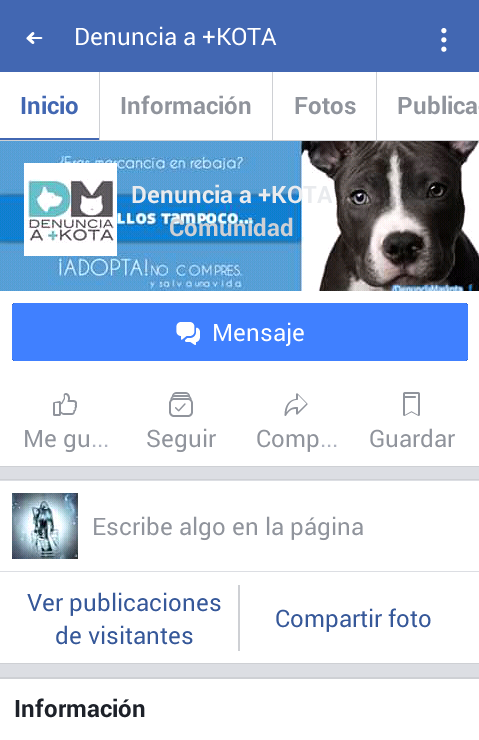 Denuncia a +KOTA
Inicio
Información
Fotos
Publica
¿Eres mercancia en rebaja?
DM
DENUNCIA
A +KOTA
Denuncia a +KOTA
LLOS TAMPOCO...
Comunidad
¡ADOPTA! NO COMPRES.
y salva una vida
Mensaje
Me gu...
Seguir
Comp...
Guardar
Escribe algo en la página
Ver publicaciones
de visitantes
Compartir foto
Información